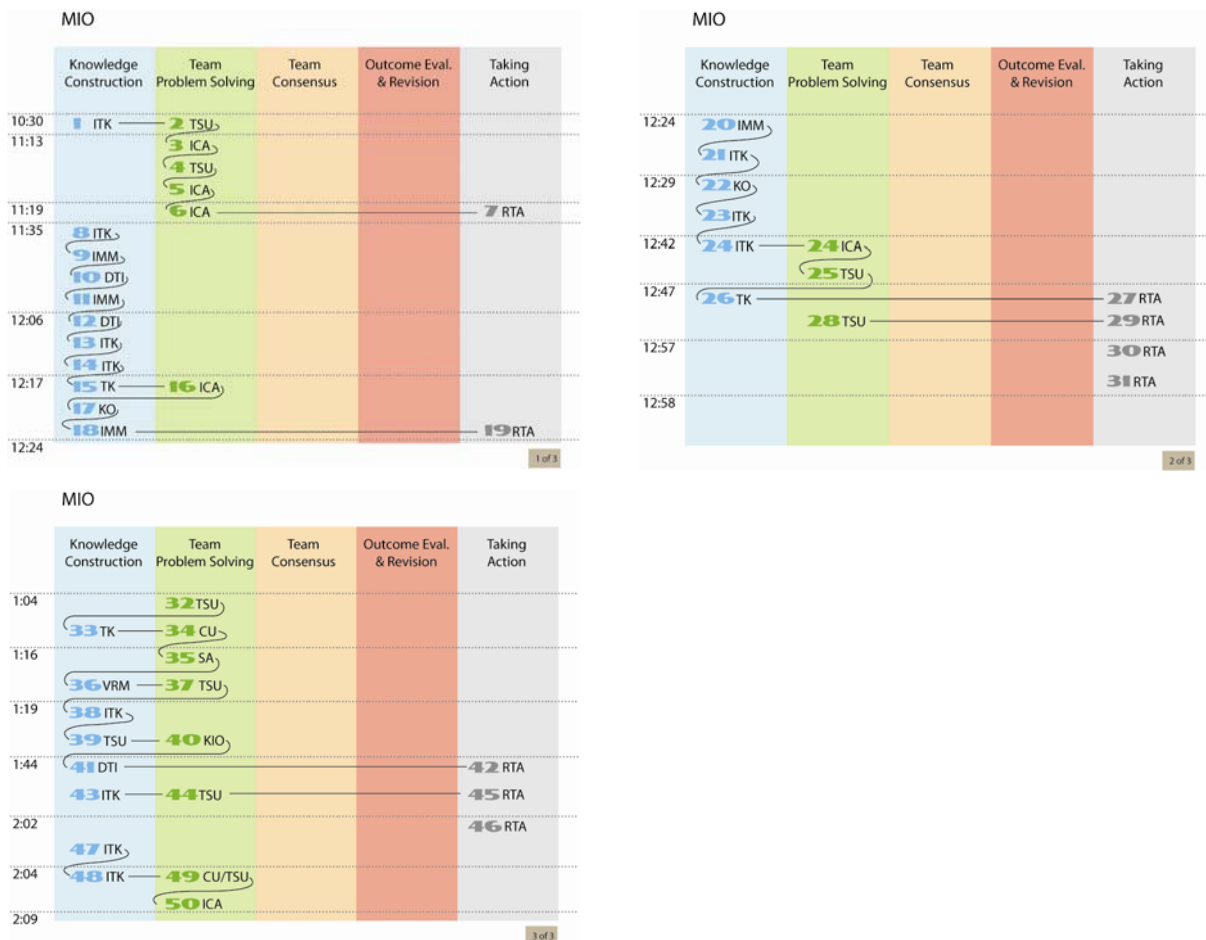 MIO
Knowledge Construction
Team Problem Solving
Team Consensus
Outcome Eval. & Revision
Taking Action
10:30
1 ITK
2 TSU
11:13
3 ICA
4 TSU
5 ICA
11:19
6 ICA
7 RTA
11:35
8 ITK
9 IMM
10 DTI
11 IMM
12:06
12 DTI
13 ITK
14 ITK
12:17
15 TK
16 ICA
17 KO
18 IMM
19 RTA
12:24
1 of 3
MIO
Knowledge Construction
Team Problem Solving
Team Consensus
Outcome Eval. & Revision
Taking Action
12:24
20 IMM
21 ITK
12:29
22 KO
23 ITK
12:42
24 ITK
24 ICA
25 TSU
12:47
26 TK
27 RTA
28 TSU
29 RTA
12:57
30 RTA
31 RTA
12:58
2 of 3
MIO
Knowledge Construction
Team Problem Solving
Team Consensus
Outcome Eval. & Revision
Taking Action
1:04
32 TSU
33 TK
34 CU
1:16
35 SA
36 VRM
37 TSU
1:19
38 ITK
39 TSU
40 KIO
1:44
41 DTI
42 RTA
43 ITK
44 TSU
45 RTA
2:02
46 RTA
47 ITK
2:04
48 ITK
49 CU/TSU
50 ICA
2:09
3 of 3